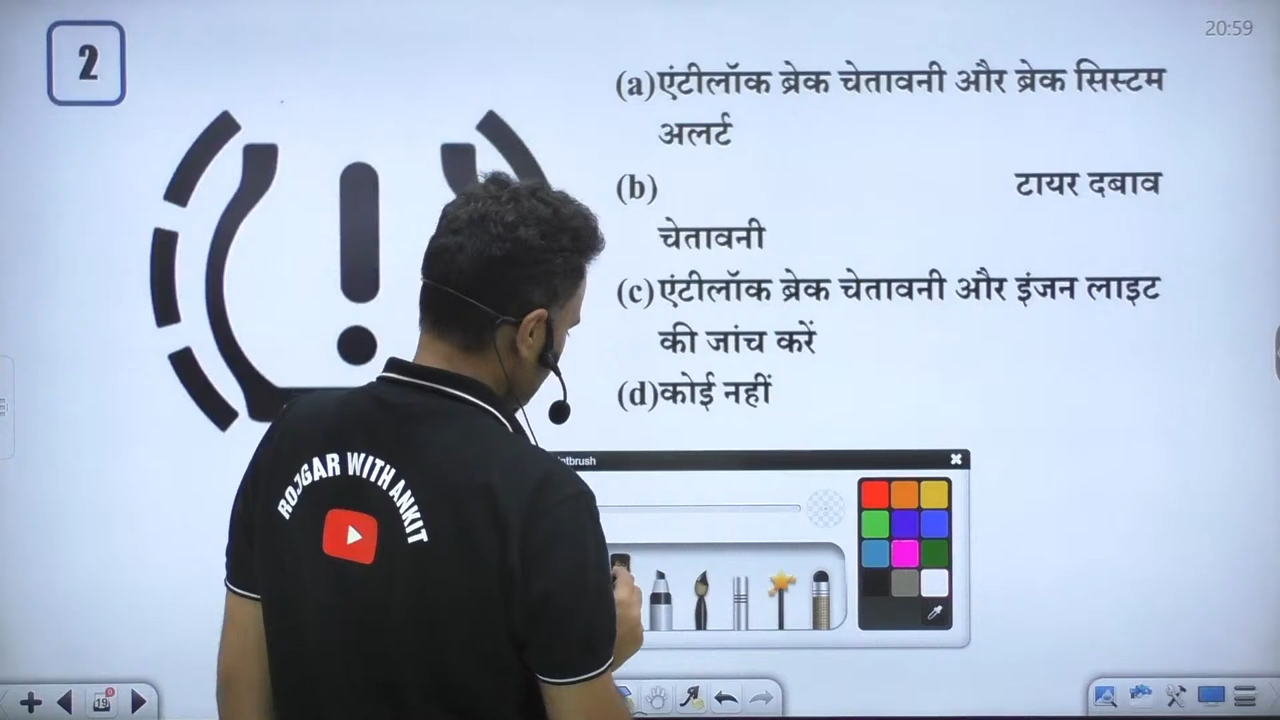 2
20:59
(a)एंटीलॉक ब्रेक चेतावनी और ब्रेक सिस्टम
अलर्ट
(b) टायर दबाव
चेतावनी
(c)एंटीलॉक ब्रेक चेतावनी और इंजन लाइट
की जांच करें
(d)कोई नहीं
ROJGAR WITH ANKIT
19